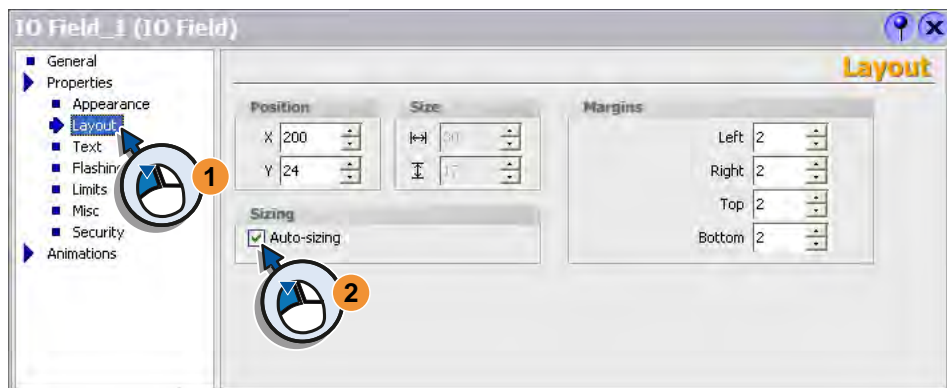 IO Field_1 (IO Field)
General
Properties
Appearance
Layout
Text
Flashing
Limits
Misc
Security
Animations
Layout
Position
X 200
Y 24
Size
17
Sizing
Auto-sizing
Margins
Left 2
Right 2
Top 2
Bottom 2
1
2